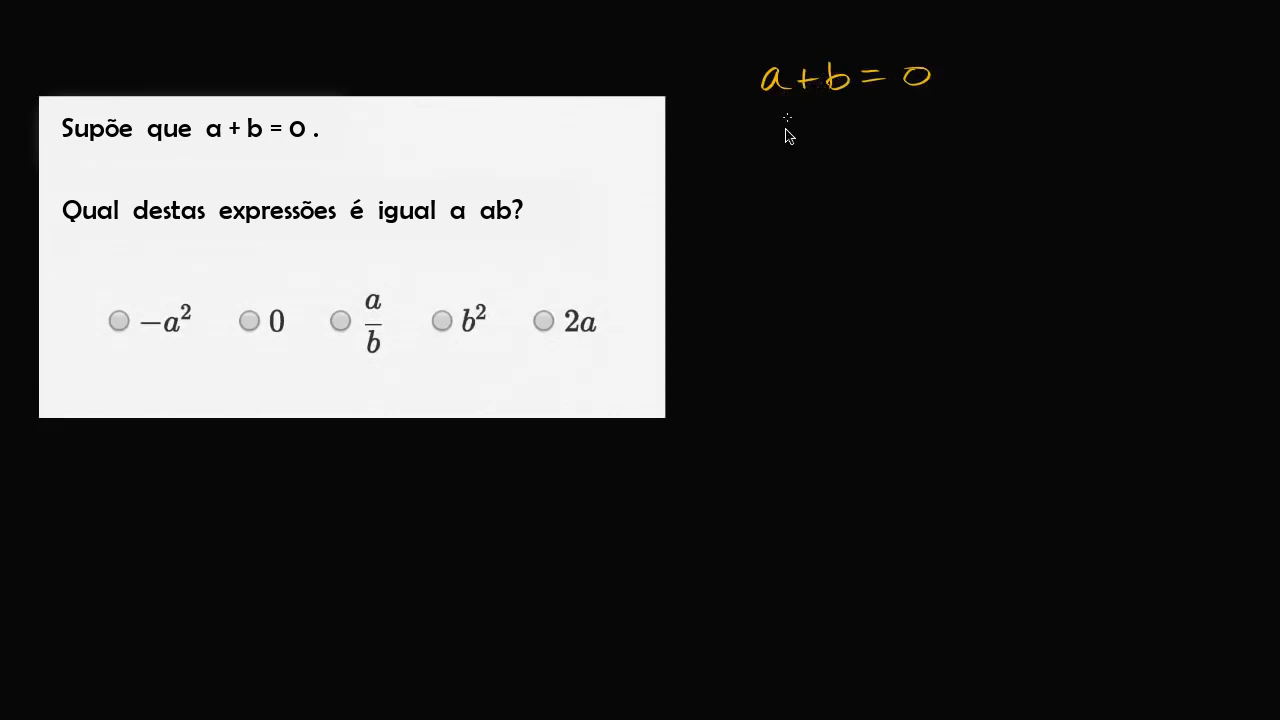 a + b = 0
Supõe que a + b = 0 .
Qual destas expressões é igual a ab?
−a² 0 a/b b² 2a